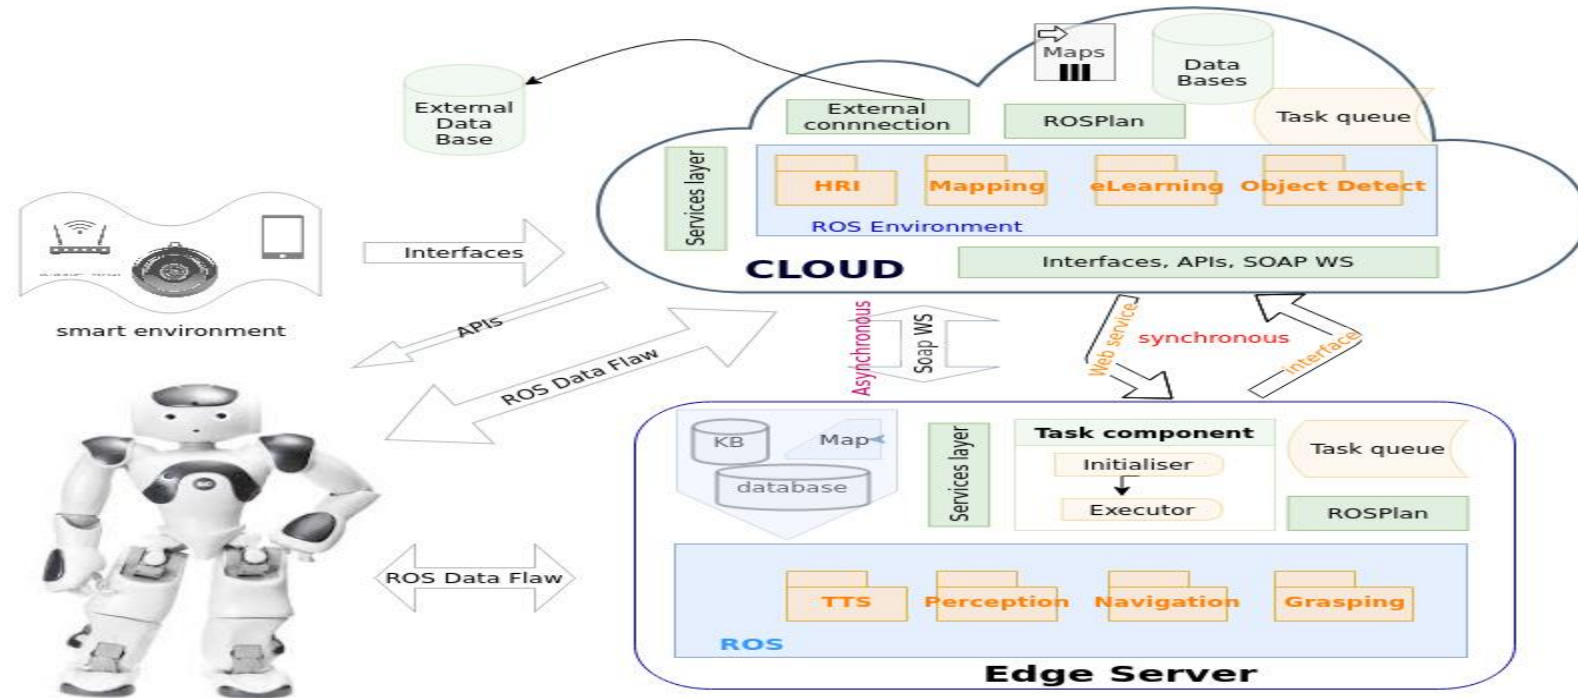 Maps
Data
Bases
External
Data
Base
External
connnection
ROSPlan
Task queue
Services layer
HRI
Mapping
eLearning
Object Detect
ROS Environment
CLOUD
Interfaces, APIs, SOAP WS
Interfaces
smart environment
APIs
ROS Data Flaw
Asynchronous
Soap WS
Web service
synchronous
interface
KB
Map
database
Services layer
Task component
Initialiser
Executor
Task queue
ROSPlan
ROS Data Flaw
TTS
Perception
Navigation
Grasping
ROS
Edge Server